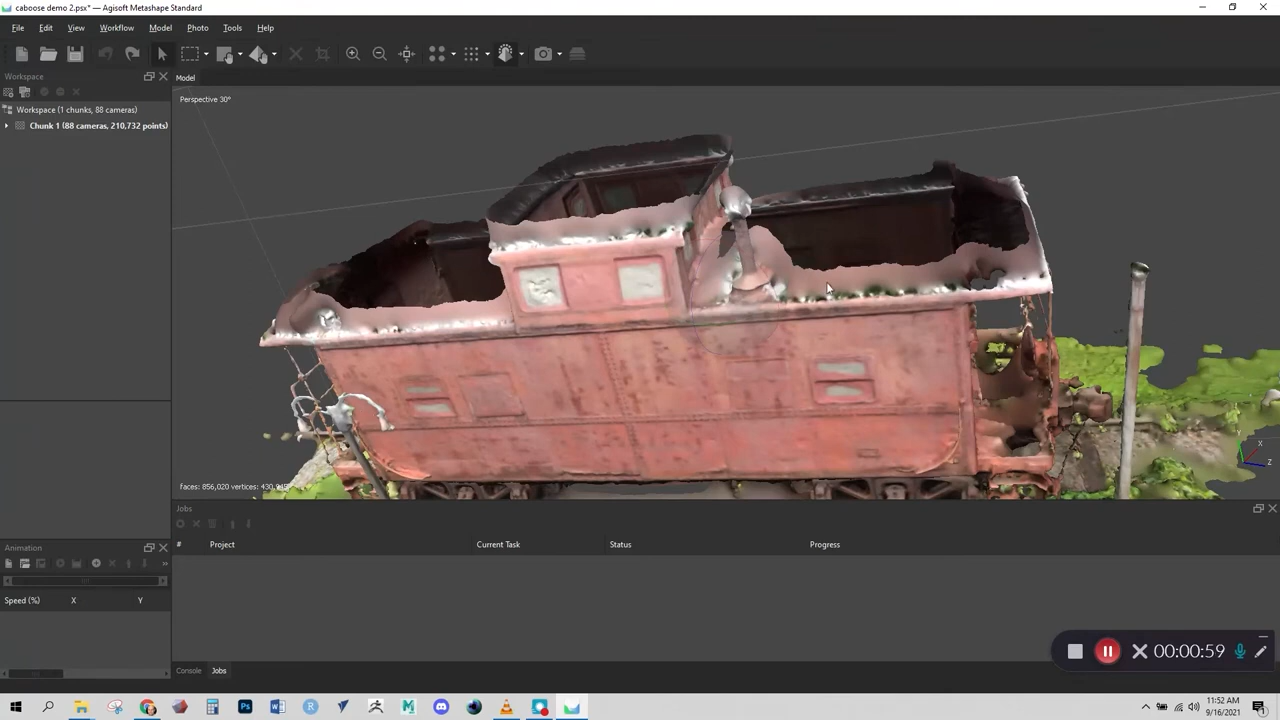 caboose demo 2.psx* — Agisoft Metashape Standard
File Edit View Workflow Model Photo Tools Help
Workspace
Model
Workspace (1 chunks, 88 cameras)
Chunk 1 (88 cameras, 210,732 points)
Perspective 30°
X
Z
faces: 856,020 vertices: 430,945
Jobs
# Project Current Task Status Progress
Animation
Speed (%) X Y
00:00:59
Console Jobs
11:52 AM
9/16/2021